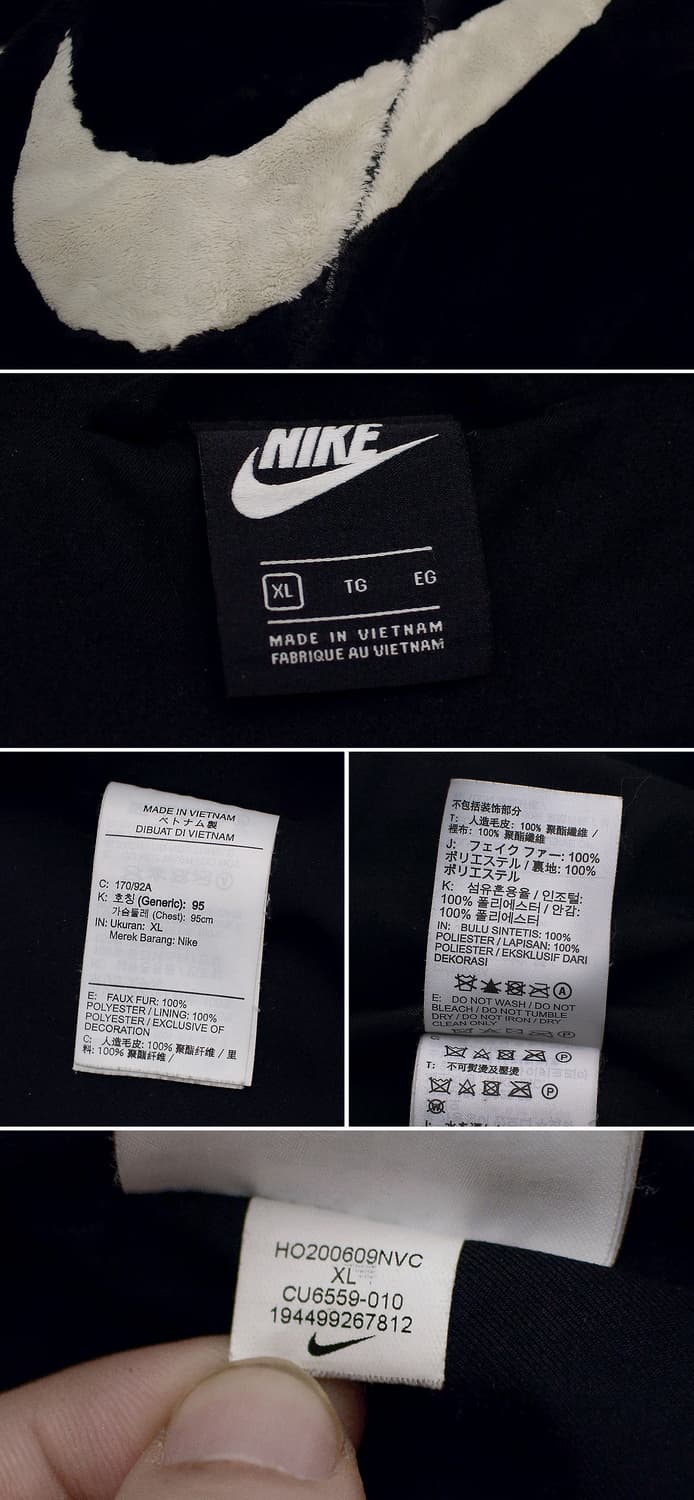 NIKE
XL TG EG
MADE IN VIETNAM
FABRIQUE AU VIETNAM
MADE IN VIETNAM
ベトナム製
DIBUAT DI VIETNAM
C: 170/92A
K: 호칭 (Generic): 95
가슴둘레 (Chest): 95cm
IN: Ukuran: XL
Merek Barang: Nike
E: FAUX FUR: 100%
POLYESTER / LINING: 100%
POLYESTER / EXCLUSIVE OF
DECORATION
C: 人造毛皮: 100% 聚酯纤维 / 里
料: 100% 聚酯纤维 /
不包括装饰部分
T: 人造毛皮: 100% 聚酯纖維 /
裡布: 100% 聚酯纖維
J: フェイク ファー: 100%
ポリエステル / 裏地: 100%
ポリエステル
K: 섬유혼용율 / 인조털:
100% 폴리에스터 / 안감:
100% 폴리에스터
IN: BULU SINTETIS: 100%
POLIESTER / LAPISAN: 100%
POLIESTER / EKSKLUSIF DARI
DEKORASI
A
E: DO NOT WASH / DO NOT
BLEACH / DO NOT TUMBLE
DRY / DO NOT IRON / DRY
CLEAN ONLY
P
C:
P
T: 不可熨燙及壓燙
P
W
HO200609NVC
XL
CU6559-010
194499267812